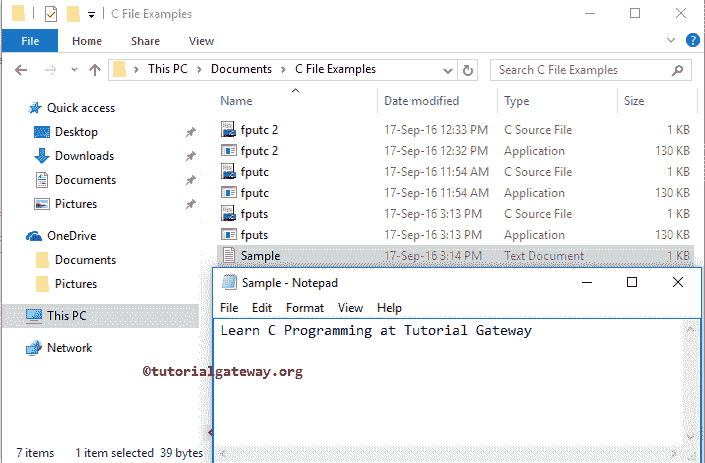 C File Examples
File Home Share View
This PC Documents C File Examples Search C File Examples
Name Date modified Type Size
Quick access
Desktop
Downloads
Documents
Pictures
OneDrive
Documents
Pictures
This PC
Network
fputc 2 17-Sep-16 12:33 PM C Source File 1 KB
fputc 2 17-Sep-16 12:32 PM Application 130 KB
fputc 17-Sep-16 11:54 AM C Source File 1 KB
fputc 17-Sep-16 11:54 AM Application 130 KB
fputs 17-Sep-16 3:13 PM C Source File 1 KB
fputs 17-Sep-16 3:13 PM Application 130 KB
Sample 17-Sep-16 3:14 PM Text Document 1 KB
Sample - Notepad
File Edit Format View Help
Learn C Programming at Tutorial Gateway
©tutorialgateway.org
7 items 1 item selected 39 bytes